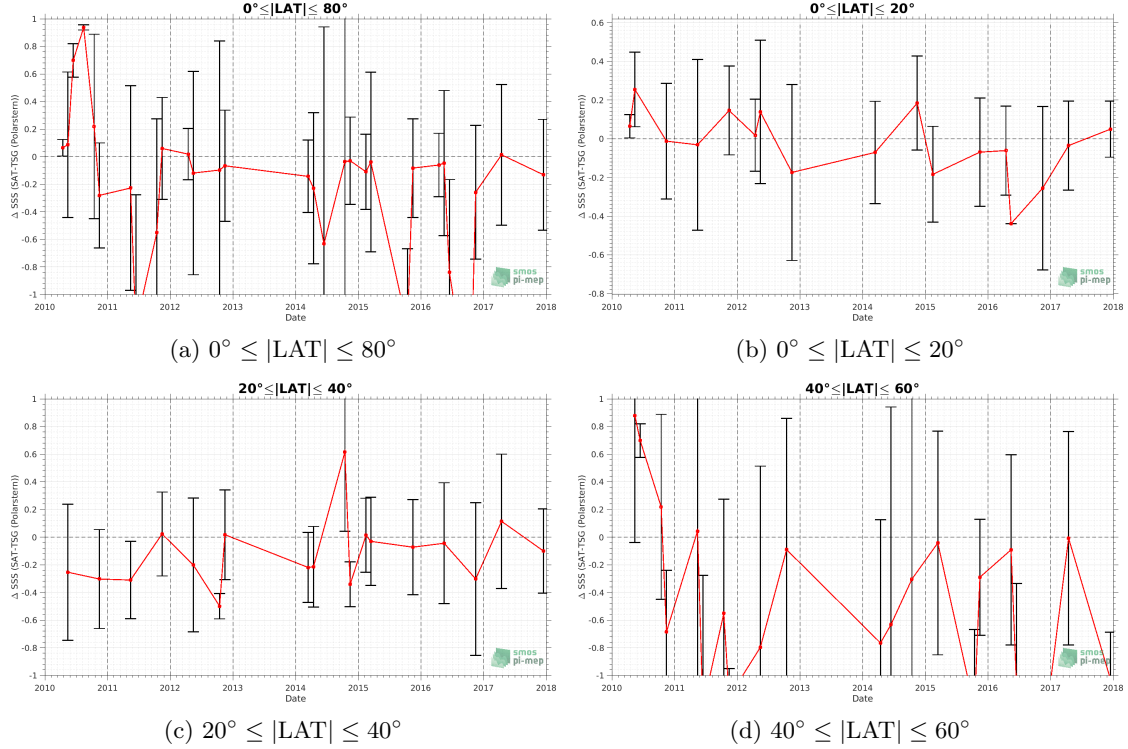 0°≤|LAT|≤ 80°
Δ SSS (SAT-TSG (Polarstern))
1
0.8
0.6
0.4
0.2
0
-0.2
-0.4
-0.6
-0.8
-1
2010 2011 2012 2013 2014 2015 2016 2017 2018
Date
smos
pi-mep
(a) 0° ≤ |LAT| ≤ 80°
0°≤|LAT|≤ 20°
Δ SSS (SAT-TSG (Polarstern))
0.6
0.4
0.2
0
-0.2
-0.4
-0.6
-0.8
2010 2011 2012 2013 2014 2015 2016 2017 2018
Date
smos
pi-mep
(b) 0° ≤ |LAT| ≤ 20°
20°≤|LAT|≤ 40°
Δ SSS (SAT-TSG (Polarstern))
1
0.8
0.6
0.4
0.2
0
-0.2
-0.4
-0.6
-0.8
-1
2010 2011 2012 2013 2014 2015 2016 2017 2018
Date
smos
pi-mep
(c) 20° ≤ |LAT| ≤ 40°
40°≤|LAT|≤ 60°
Δ SSS (SAT-TSG (Polarstern))
1
0.8
0.6
0.4
0.2
0
-0.2
-0.4
-0.6
-0.8
-1
2010 2011 2012 2013 2014 2015 2016 2017 2018
Date
smos
pi-mep
(d) 40° ≤ |LAT| ≤ 60°